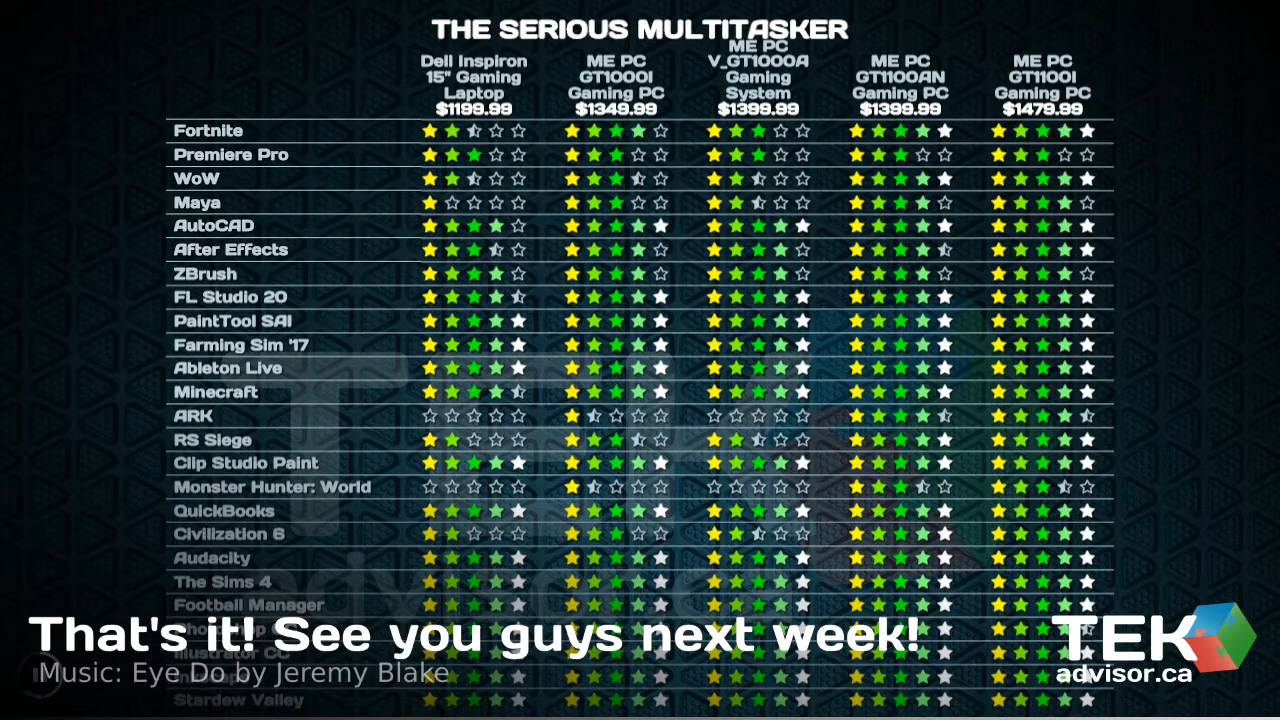 THE SERIOUS MULTITASKER
Dell Inspiron 15" Gaming Laptop $1199.99
ME PC GT1000I Gaming PC $1349.99
ME PC V_GT1000A Gaming System $1399.99
ME PC GT1100AN Gaming PC $1399.99
ME PC GT1100I Gaming PC $1479.99
Fortnite
Premiere Pro
WoW
Maya
AutoCAD
After Effects
ZBrush
FL Studio 20
PaintTool SAI
Farming Sim '17
Ableton Live
Minecraft
ARK
RS Siege
Clip Studio Paint
Monster Hunter: World
QuickBooks
Civilization 6
Audacity
The Sims 4
Football Manager
That's it! See you guys next week!
Illustrator CC
Music: Eye Do by Jeremy Blake
Stardew Valley
TEK
advisor.ca